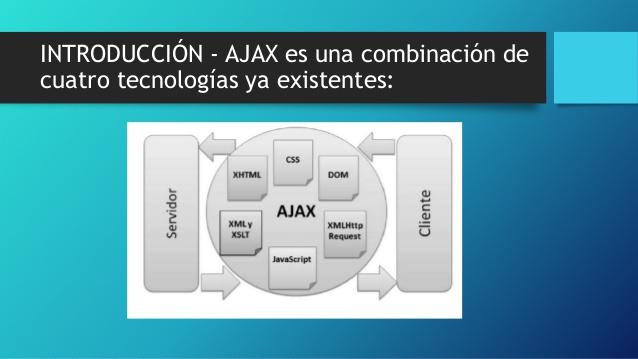 INTRODUCCIÓN - AJAX es una combinación de
cuatro tecnologías ya existentes:
Servidor
XHTML
CSS
DOM
AJAX
XML y
XSLT
XMLHttp
Request
JavaScript
Cliente